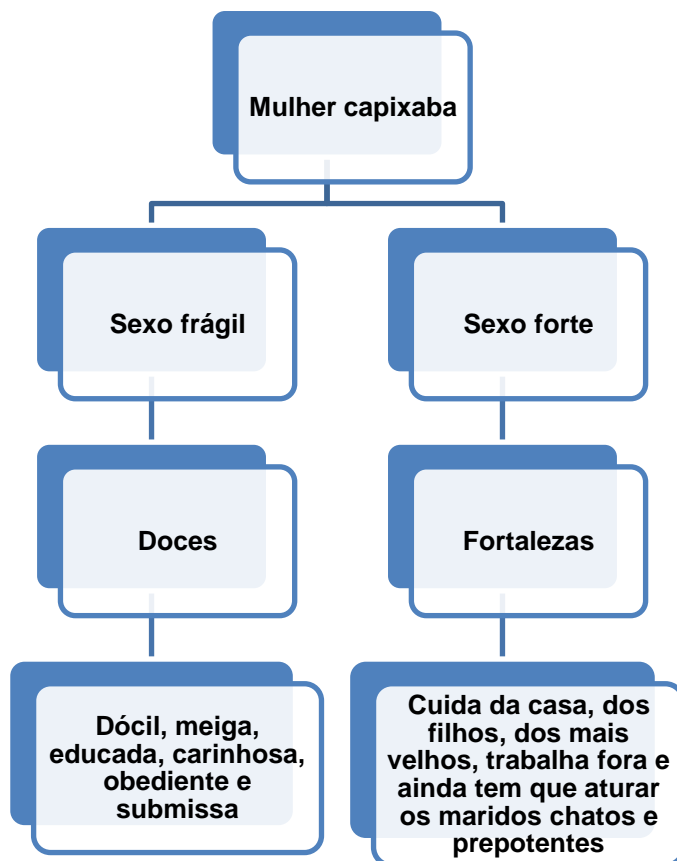 Mulher capixaba
Sexo frágil
Sexo forte
Doces
Fortalezas
Dócil, meiga,
educada, carinhosa,
obediente e
submissa
Cuida da casa, dos
filhos, dos mais
velhos, trabalha fora e
ainda tem que aturar
os maridos chatos e
prepotentes